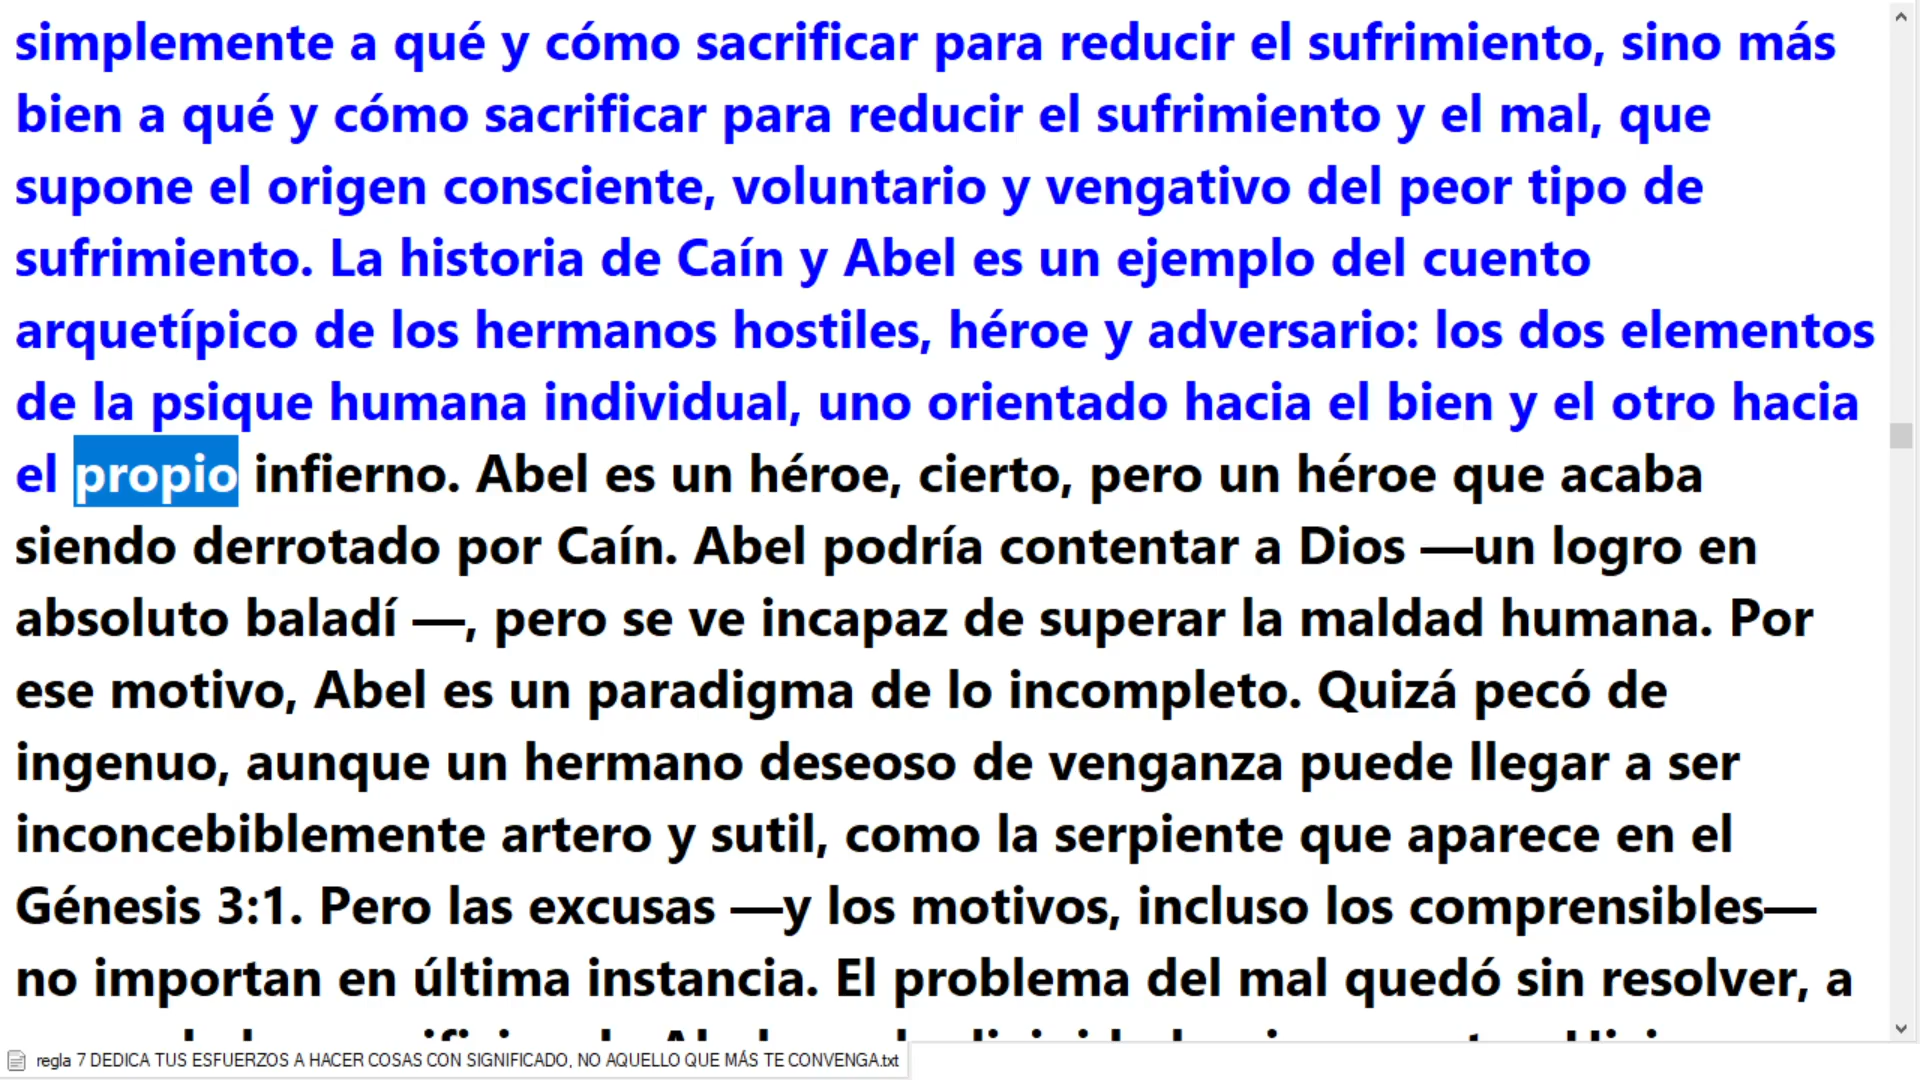 simplemente a qué y cómo sacrificar para reducir el sufrimiento, sino más
bien a qué y cómo sacrificar para reducir el sufrimiento y el mal, que
supone el origen consciente, voluntario y vengativo del peor tipo de
sufrimiento. La historia de Caín y Abel es un ejemplo del cuento
arquetípico de los hermanos hostiles, héroe y adversario: los dos elementos
de la psique humana individual, uno orientado hacia el bien y el otro hacia
el propio infierno. Abel es un héroe, cierto, pero un héroe que acaba
siendo derrotado por Caín. Abel podría contentar a Dios —un logro en
absoluto baladí —, pero se ve incapaz de superar la maldad humana. Por
ese motivo, Abel es un paradigma de lo incompleto. Quizá pecó de
ingenuo, aunque un hermano deseoso de venganza puede llegar a ser
inconcebiblemente artero y sutil, como la serpiente que aparece en el
Génesis 3:1. Pero las excusas —y los motivos, incluso los comprensibles—
no importan en última instancia. El problema del mal quedó sin resolver, a
regla 7 DEDICA TUS ESFUERZOS A HACER COSAS CON SIGNIFICADO, NO AQUELLO QUE MÁS TE CONVENGA.txt